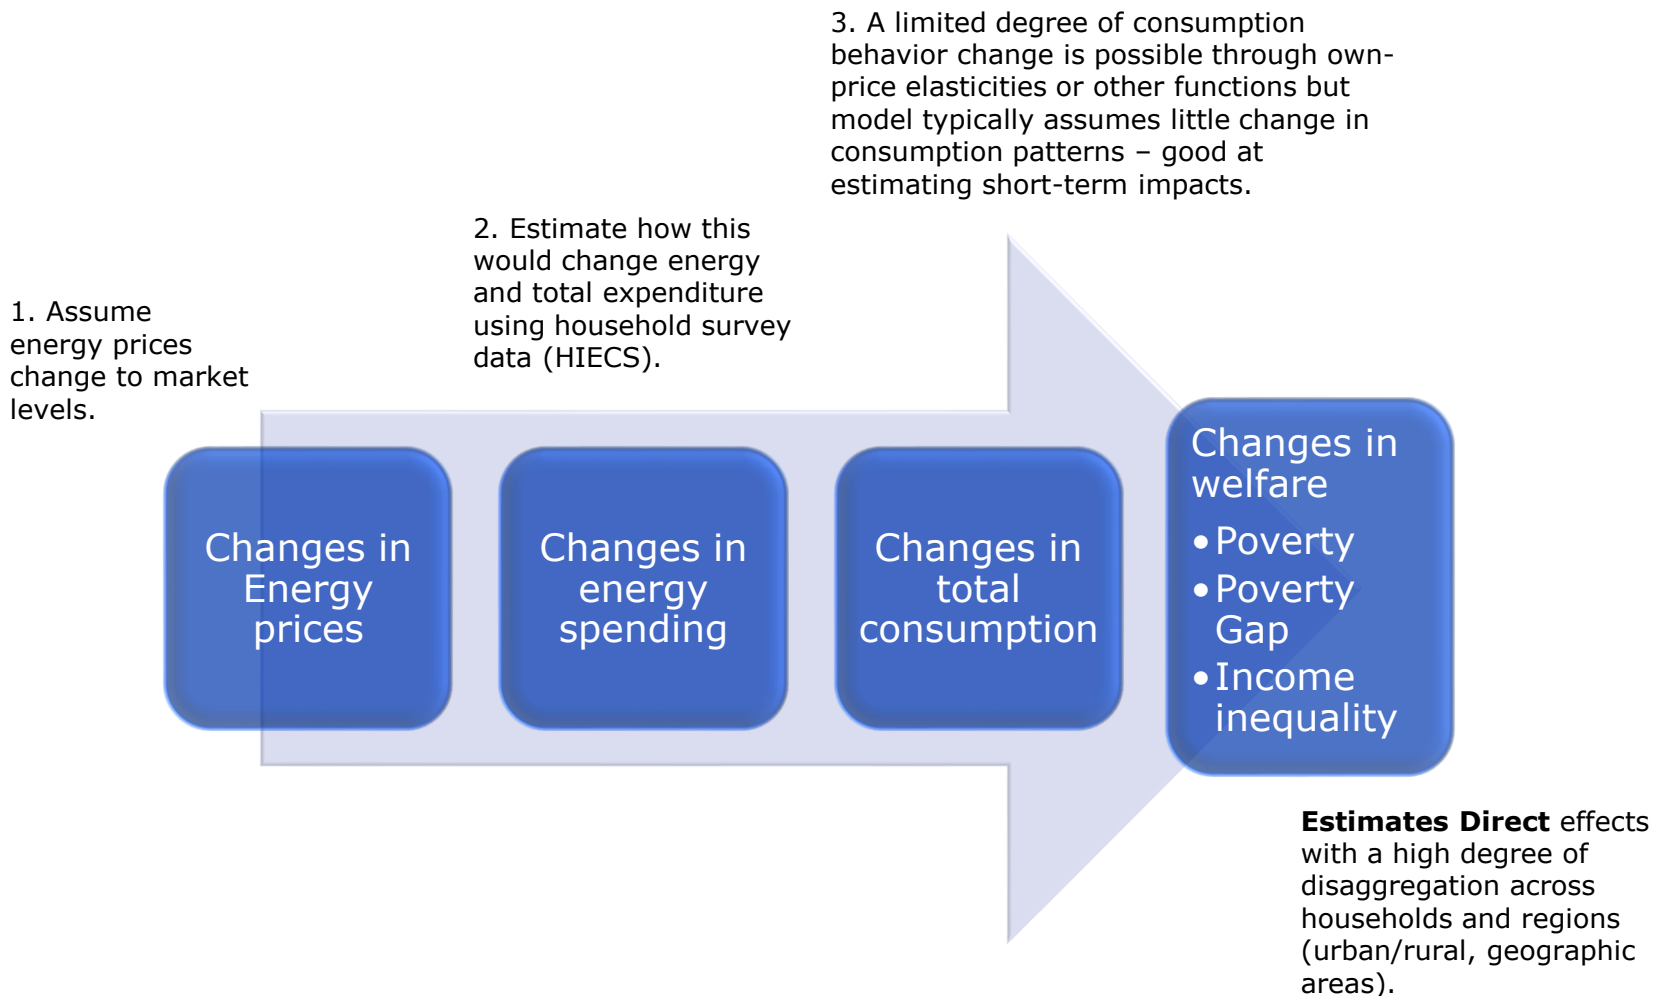 3. A limited degree of consumption
behavior change is possible through own-
price elasticities or other functions but
model typically assumes little change in
consumption patterns – good at
estimating short-term impacts.
2. Estimate how this
would change energy
and total expenditure
using household survey
data (HIECS).
1. Assume
energy prices
change to market
levels.
Changes in
Energy
prices
Changes in
energy
spending
Changes in
total
consumption
Changes in
welfare
•Poverty
•Poverty
Gap
•Income
inequality
Estimates Direct effects
with a high degree of
disaggregation across
households and regions
(urban/rural, geographic
areas).